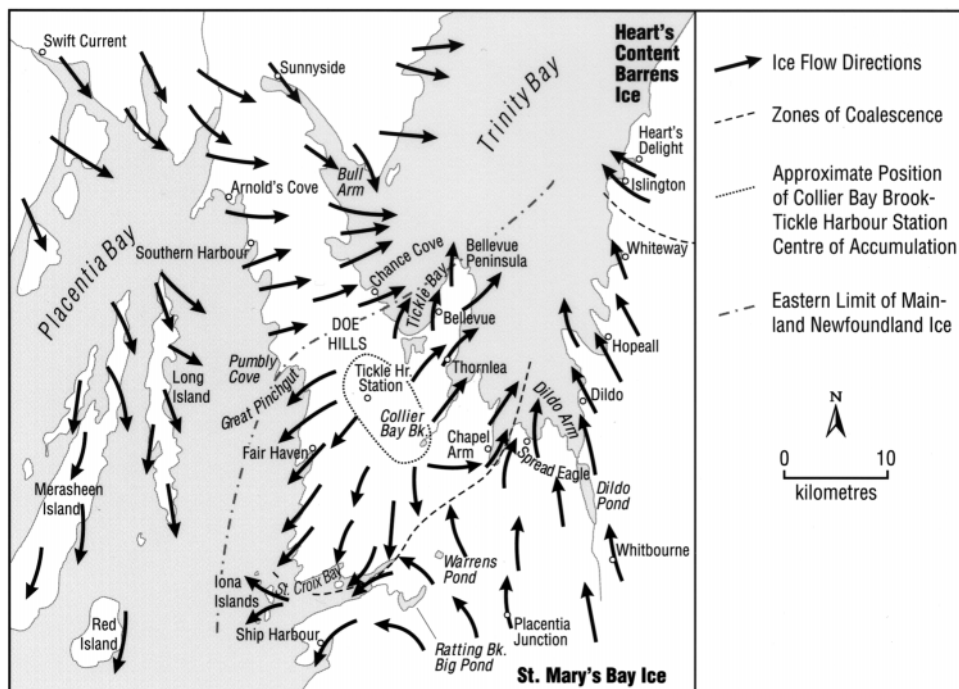 Swift Current
Sunnyside
Heart's
Content
Barrens
Ice
Trinity Bay
Heart's
Delight
Islington
Bull
Arm
Arnold's Cove
Southern Harbour
Placentia Bay
Whiteway
Chance Cove
Bellevue
Peninsula
Tickle Bay
Bellevue
DOE
HILLS
Hopeall
Pumbly
Cove
Long
Island
Tickle Hr.
Station
Thornlea
Great Pinchgut
Dildo
Dildo Arm
Collier
Bay Bk.
Fair Haven
Chapel
Arm
Spread Eagle
Merasheen
Island
Dildo
Pond
Whitbourne
Warrens
Pond
St. Croix Bay
Iona
Islands
Red
Island
Ship Harbour
Placentia
Junction
Ratting Bk.
Big Pond
St. Mary's Bay Ice
Ice Flow Directions
Zones of Coalescence
Approximate Position
of Collier Bay Brook-
Tickle Harbour Station
Centre of Accumulation
Eastern Limit of Main-
land Newfoundland Ice
N
0 10
kilometres